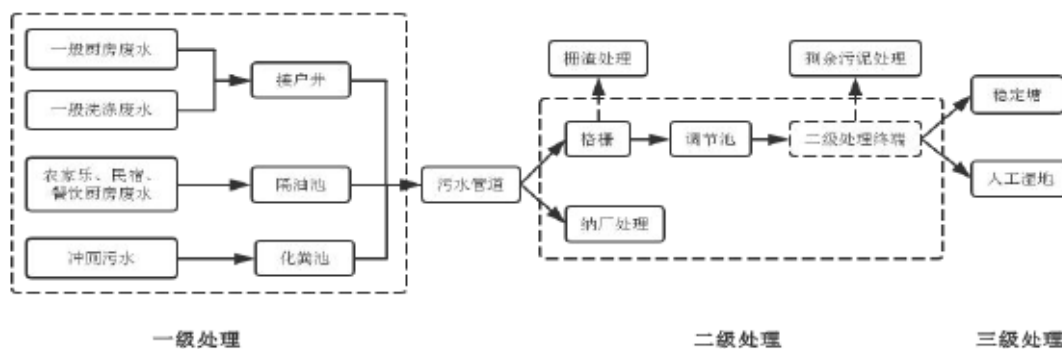 一般厨房废水
一般洗涤废水
农家乐、民宿、
餐饮厨房废水
冲厕污水
接户井
隔油池
化粪池
污水管道
栅渣处理
剩余污泥处理
格栅
调节池
二级处理终端
纳厂处理
稳定塘
人工湿地
一级处理
二级处理
三级处理